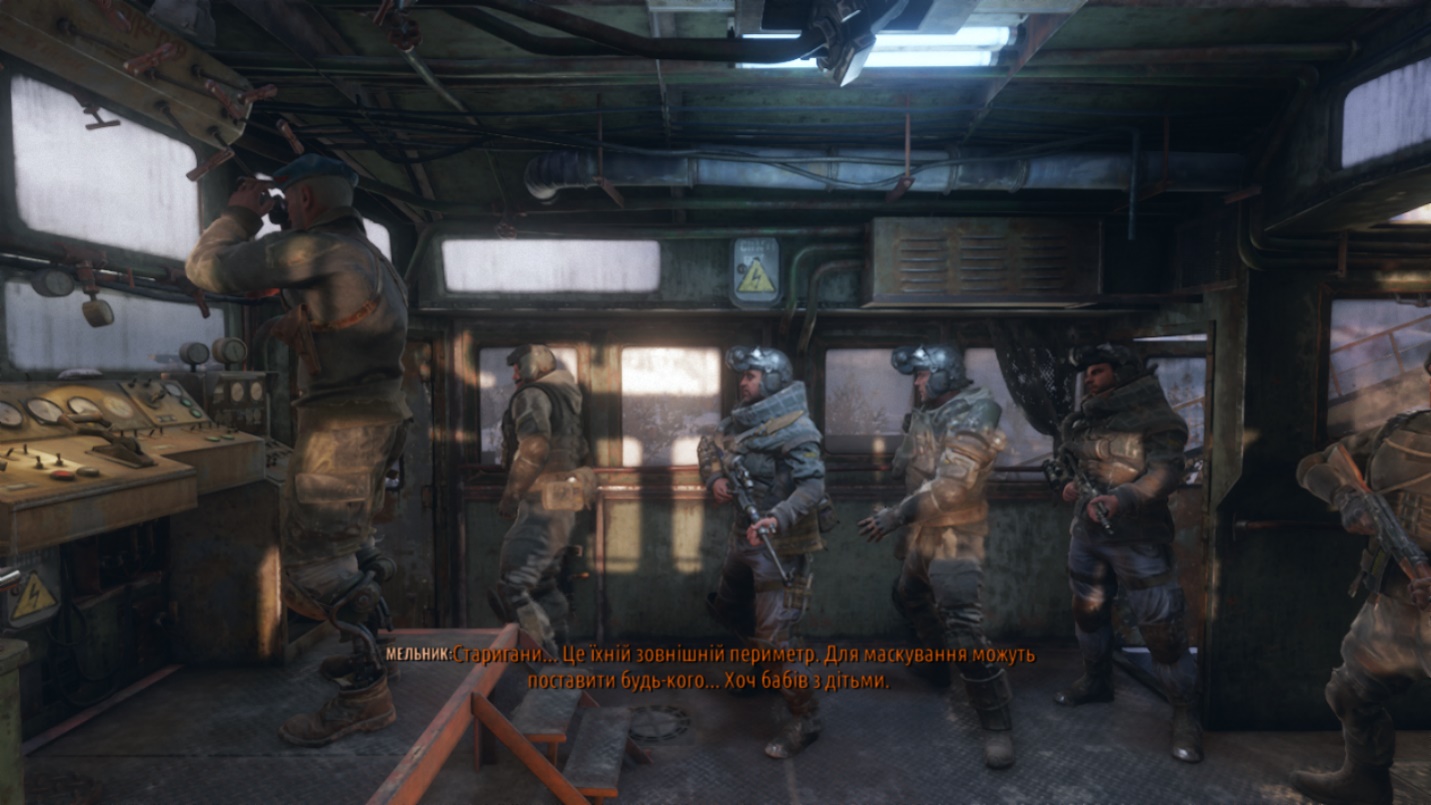 МЕЛЬНИК:Старигани... Це їхній зовнішній периметр. Для маскування можуть
поставити будь-кого... Хоч бабів з дітьми.